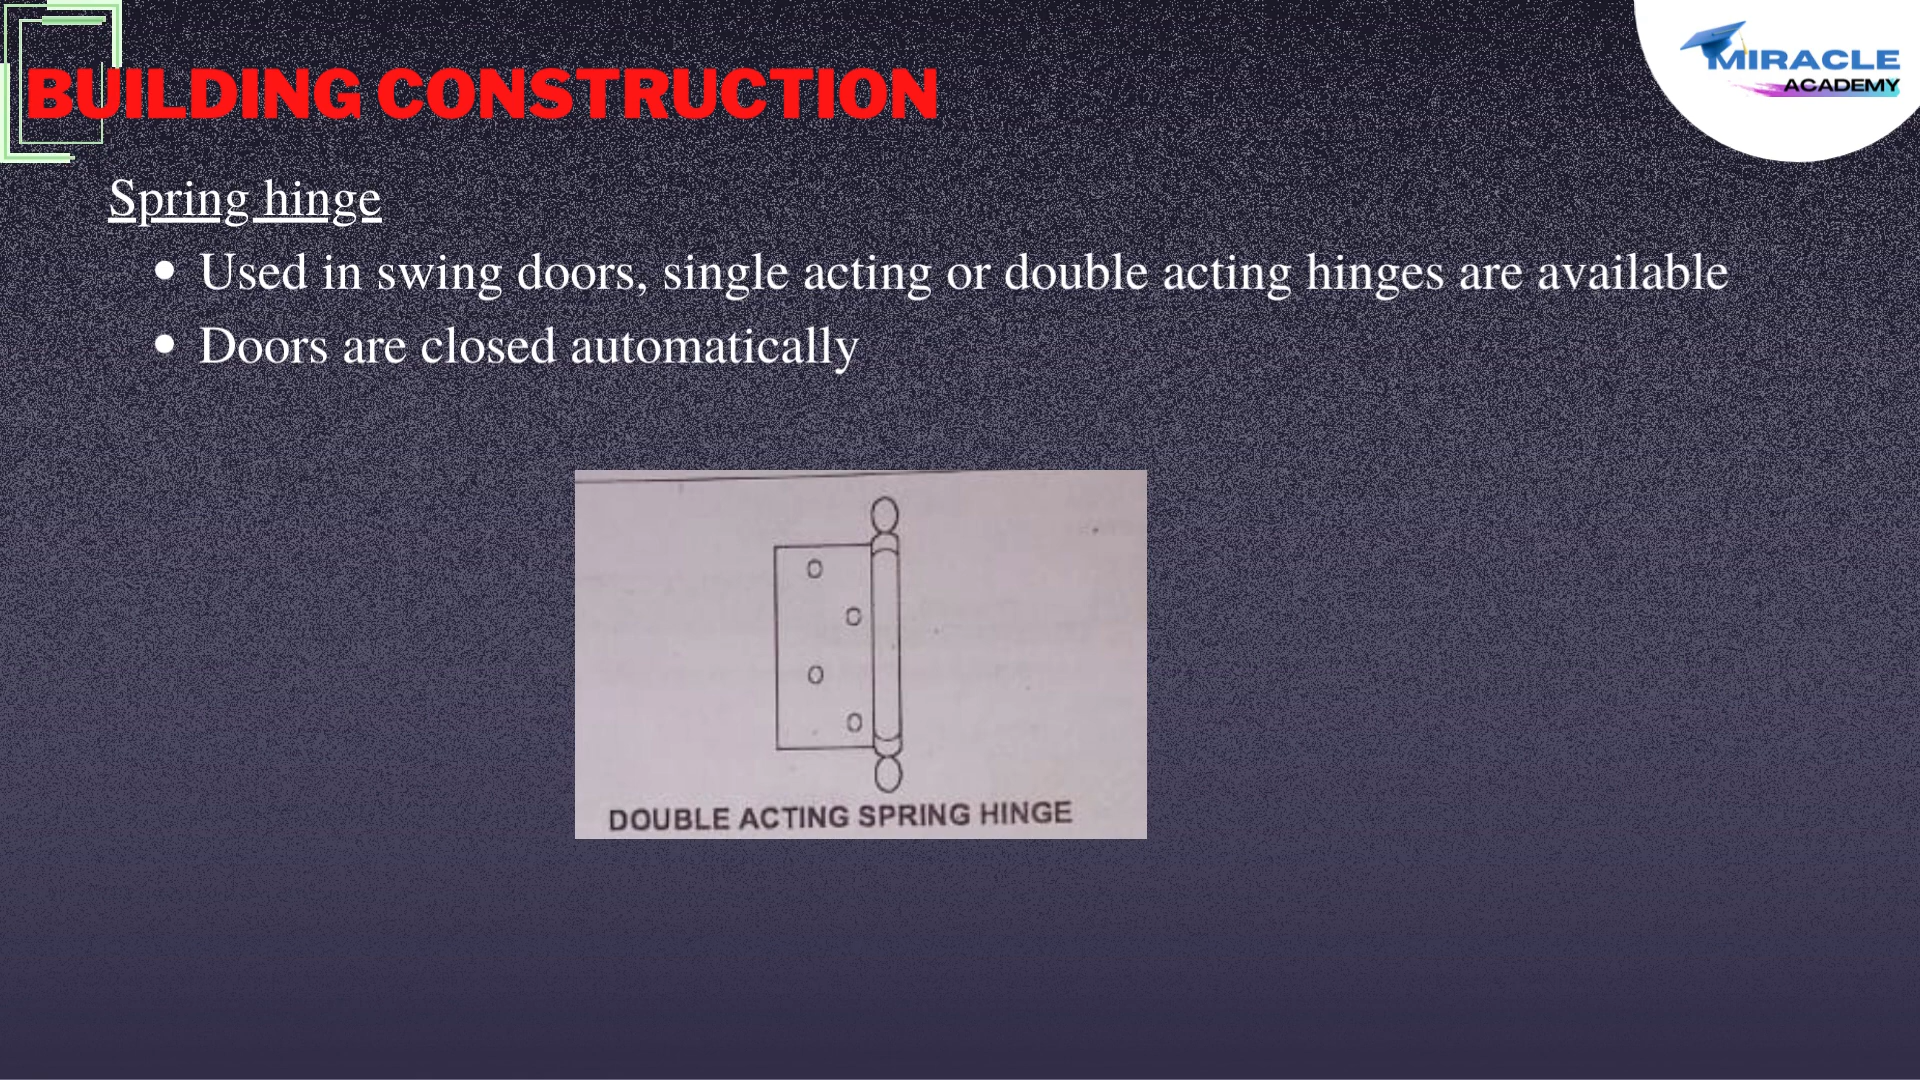 MIRACLE
ACADEMY
BUILDING CONSTRUCTION
Spring hinge
Used in swing doors, single acting or double acting hinges are available
Doors are closed automatically
DOUBLE ACTING SPRING HINGE